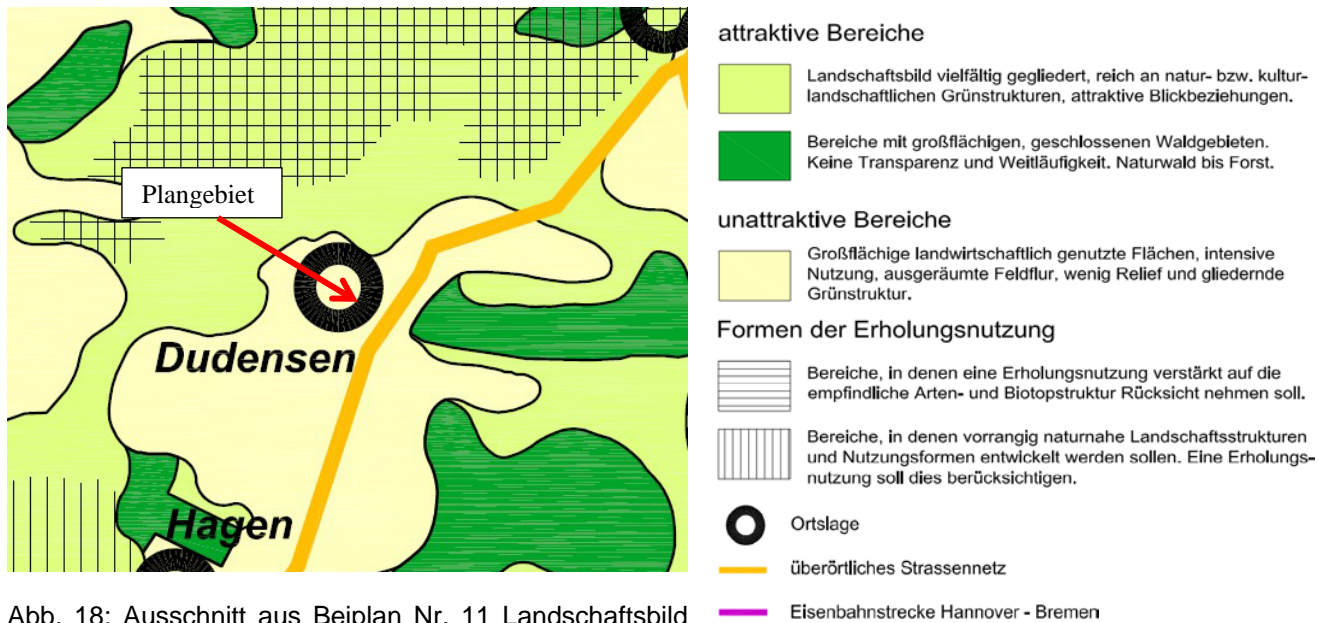 Plangebiet
Dudensen
Hagen
Abb. 18: Ausschnitt aus Beiplan Nr. 11 Landschaftsbild
attraktive Bereiche
Landschaftsbild vielfältig gegliedert, reich an natur- bzw. kultur-
landschaftlichen Grünstrukturen, attraktive Blickbeziehungen.
Bereiche mit großflächigen, geschlossenen Waldgebieten.
Keine Transparenz und Weitläufigkeit. Naturwald bis Forst.
unattraktive Bereiche
Großflächige landwirtschaftlich genutzte Flächen, intensive
Nutzung, ausgeräumte Feldflur, wenig Relief und gliedernde
Grünstruktur.
Formen der Erholungsnutzung
Bereiche, in denen eine Erholungsnutzung verstärkt auf die
empfindliche Arten- und Biotopstruktur Rücksicht nehmen soll.
Bereiche, in denen vorrangig naturnahe Landschaftsstrukturen
und Nutzungsformen entwickelt werden sollen. Eine Erholungs-
nutzung soll dies berücksichtigen.
Ortslage
überörtliches Strassennetz
Eisenbahnstrecke Hannover - Bremen